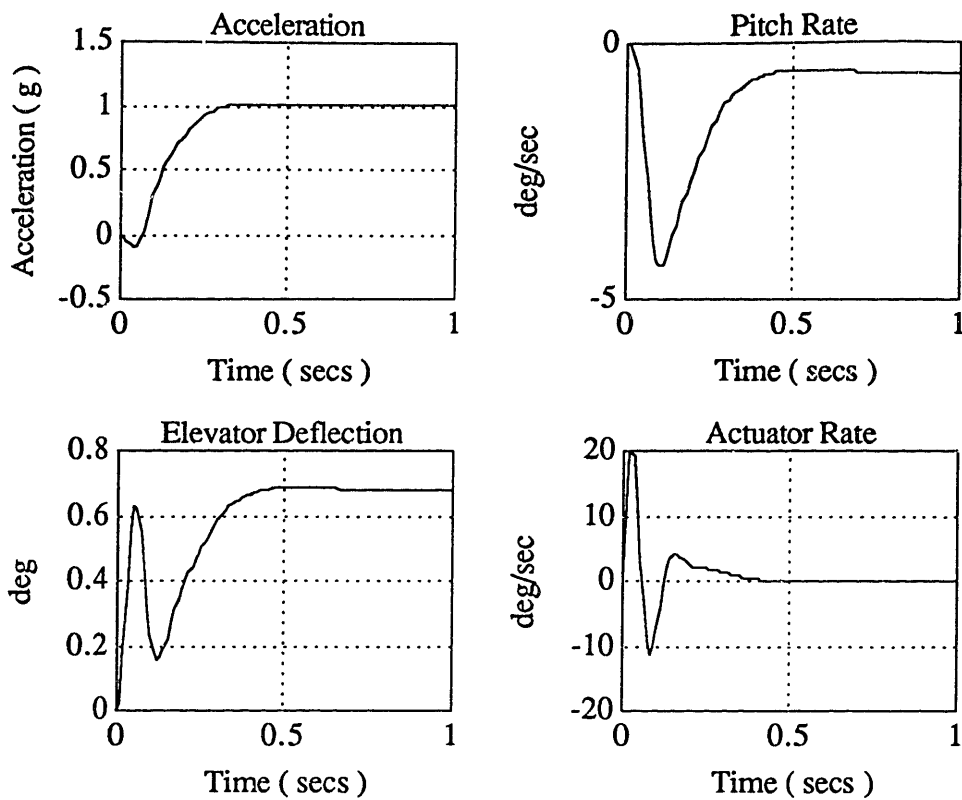 Acceleration
1.5
1
0.5
0
-0.5
Acceleration ( g )
0 0.5 1
Time ( secs )
Pitch Rate
0
-5
deg/sec
0 0.5 1
Time ( secs )
Elevator Deflection
0.8
0.6
0.4
0.2
0
deg
0 0.5 1
Time ( secs )
Actuator Rate
20
10
0
-10
-20
deg/sec
0 0.5 1
Time ( secs )